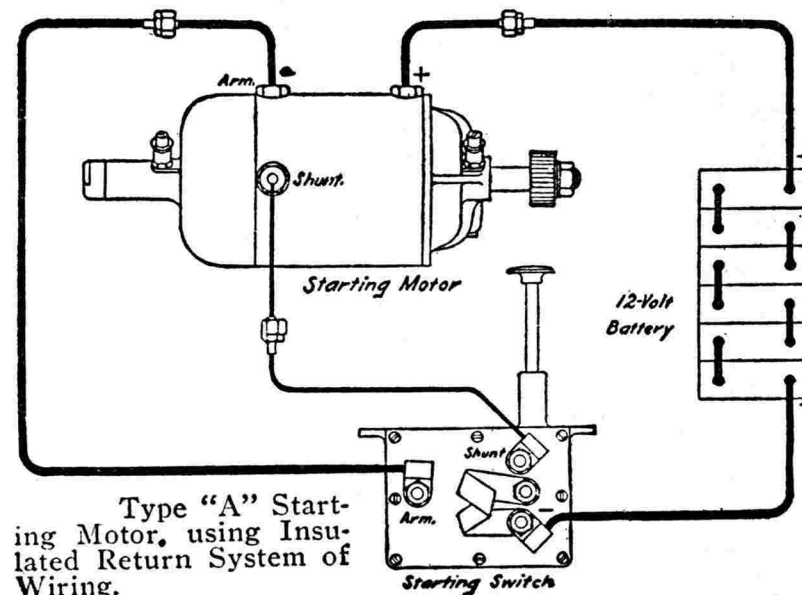 Arm.
+
Shunt.
Starting Motor
12-Volt
Battery
Shunt
-
Arm.
Type “A” Start-
ing Motor, using Insu-
lated Return System of
Wiring.
Starting Switch